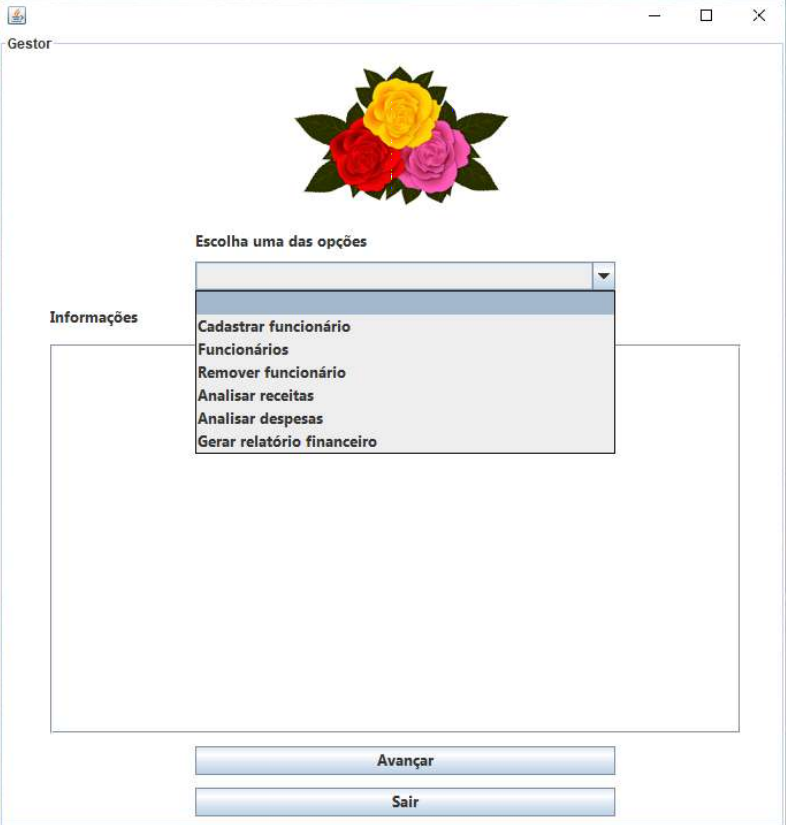 Gestor
Escolha uma das opções
Informações
Cadastrar funcionário
Funcionários
Remover funcionário
Analisar receitas
Analisar despesas
Gerar relatório financeiro
Avançar
Sair